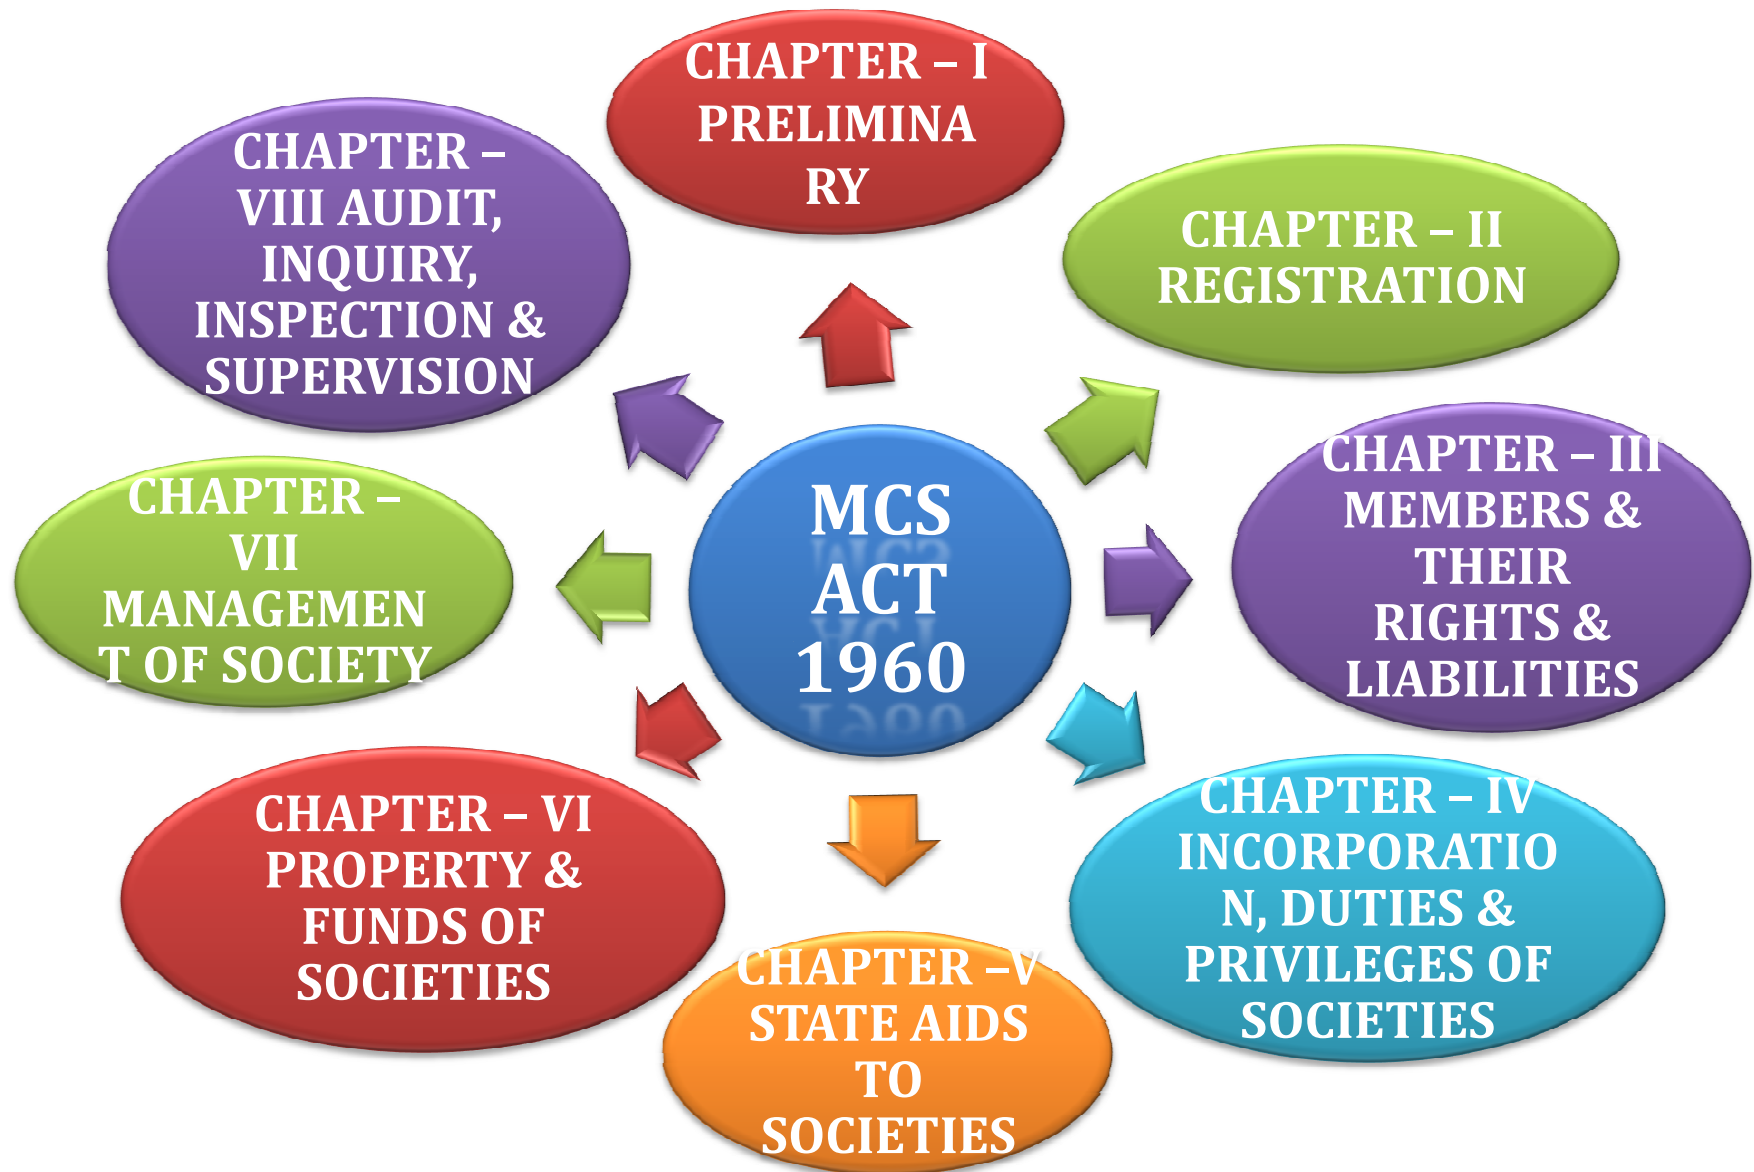 CHAPTER – I
PRELIMINA
RY
CHAPTER – II
REGISTRATION
CHAPTER – III
MEMBERS &
THEIR
RIGHTS &
LIABILITIES
CHAPTER – IV
INCORPORATIO
N, DUTIES &
PRIVILEGES OF
SOCIETIES
CHAPTER –V
STATE AIDS
TO
SOCIETIES
CHAPTER – VI
PROPERTY &
FUNDS OF
SOCIETIES
CHAPTER –
VII
MANAGEMEN
T OF SOCIETY
CHAPTER –
VIII AUDIT,
INQUIRY,
INSPECTION &
SUPERVISION
MCS
ACT
1960